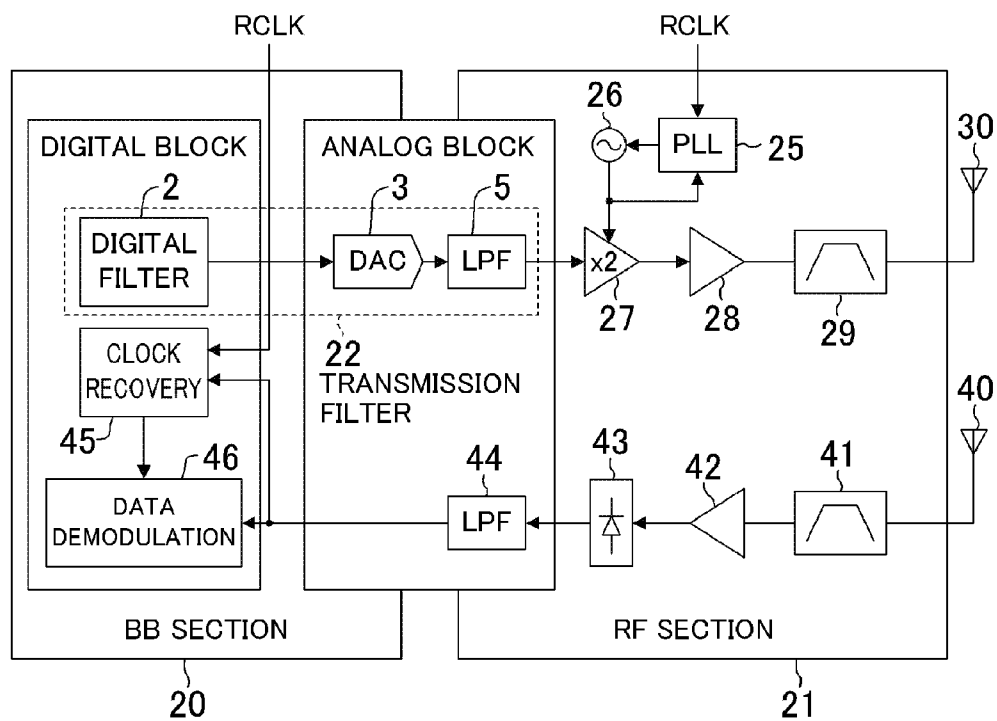 RCLK
RCLK
DIGITAL BLOCK
ANALOG BLOCK
26
PLL
25
30
2
3
5
DIGITAL
FILTER
DAC
LPF
x2
27
28
29
22
TRANSMISSION
FILTER
CLOCK
RECOVERY
45
46
DATA
DEMODULATION
44
LPF
43
42
41
40
BB SECTION
RF SECTION
20
21